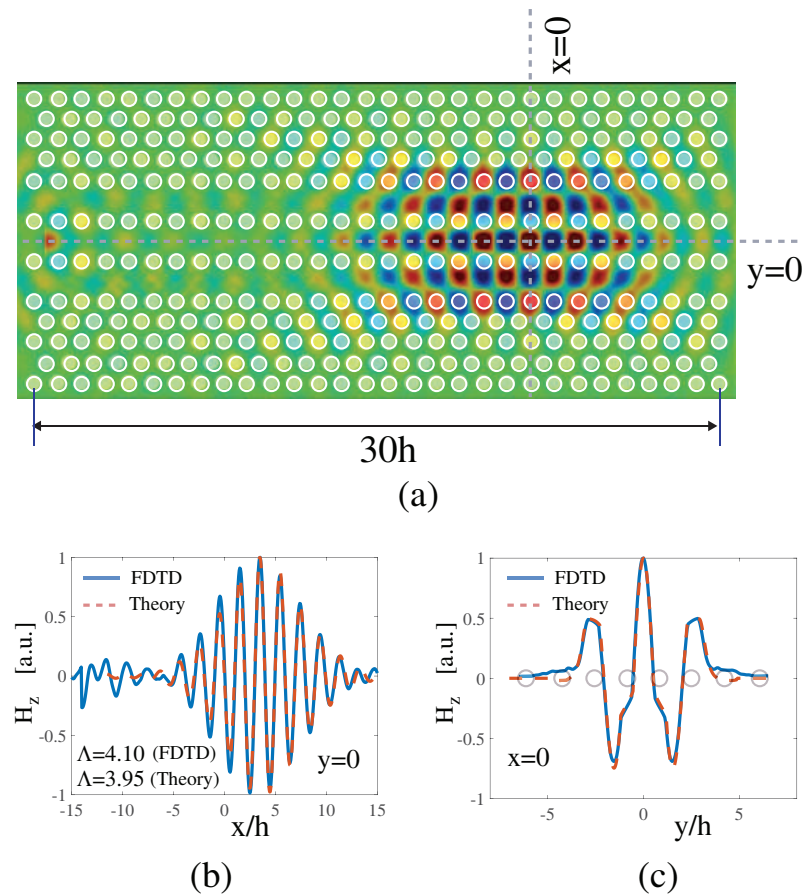 x=0
y=0
30h
(a)
FDTD
Theory
H_z [a.u.]
1
0.5
0
-0.5
-1
Λ=4.10 (FDTD)
Λ=3.95 (Theory)
y=0
-15 -10 -5 0 5 10 15
x/h
(b)
FDTD
Theory
H_z [a.u.]
1
0.5
0
-0.5
-1
x=0
-5 0 5
y/h
(c)